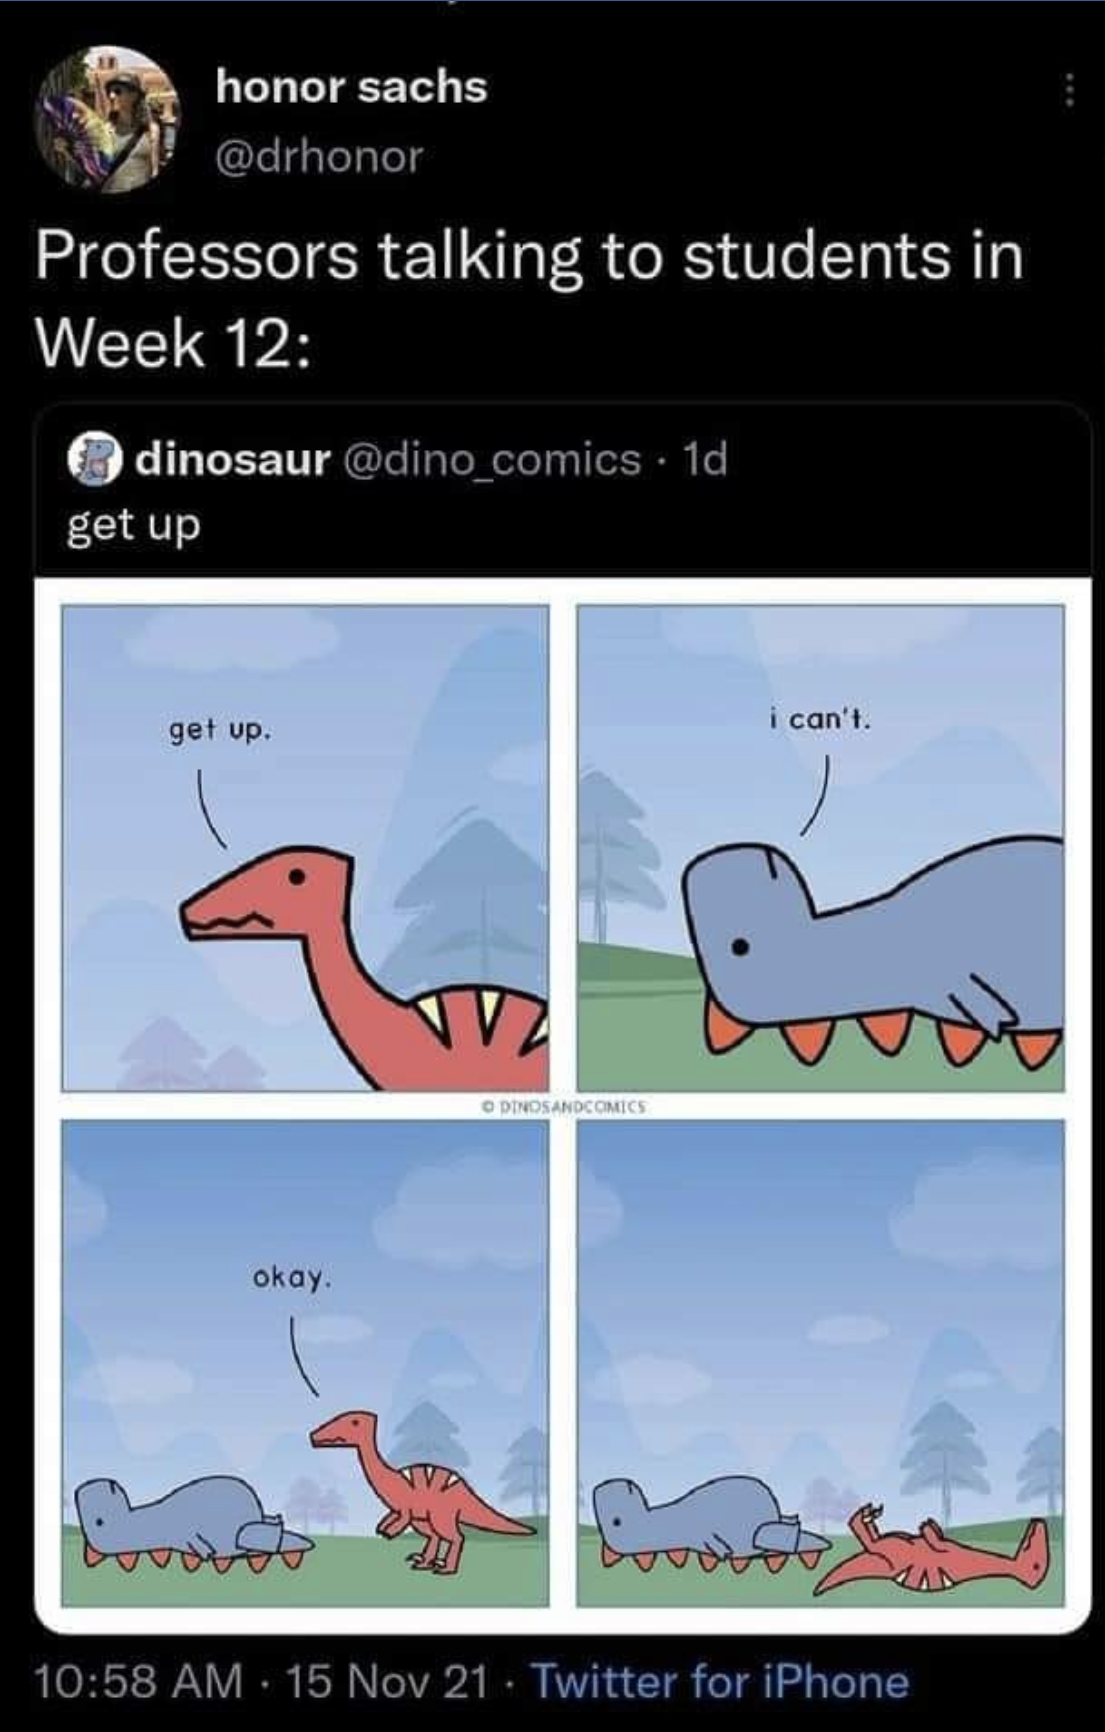 honor sachs
@drhonor
Professors talking to students in
Week 12:
dinosaur @dino_comics · 1d
get up
get up.
i can't.
© DINOSANDCOMICS
okay.
10:58 AM · 15 Nov 21 · Twitter for iPhone